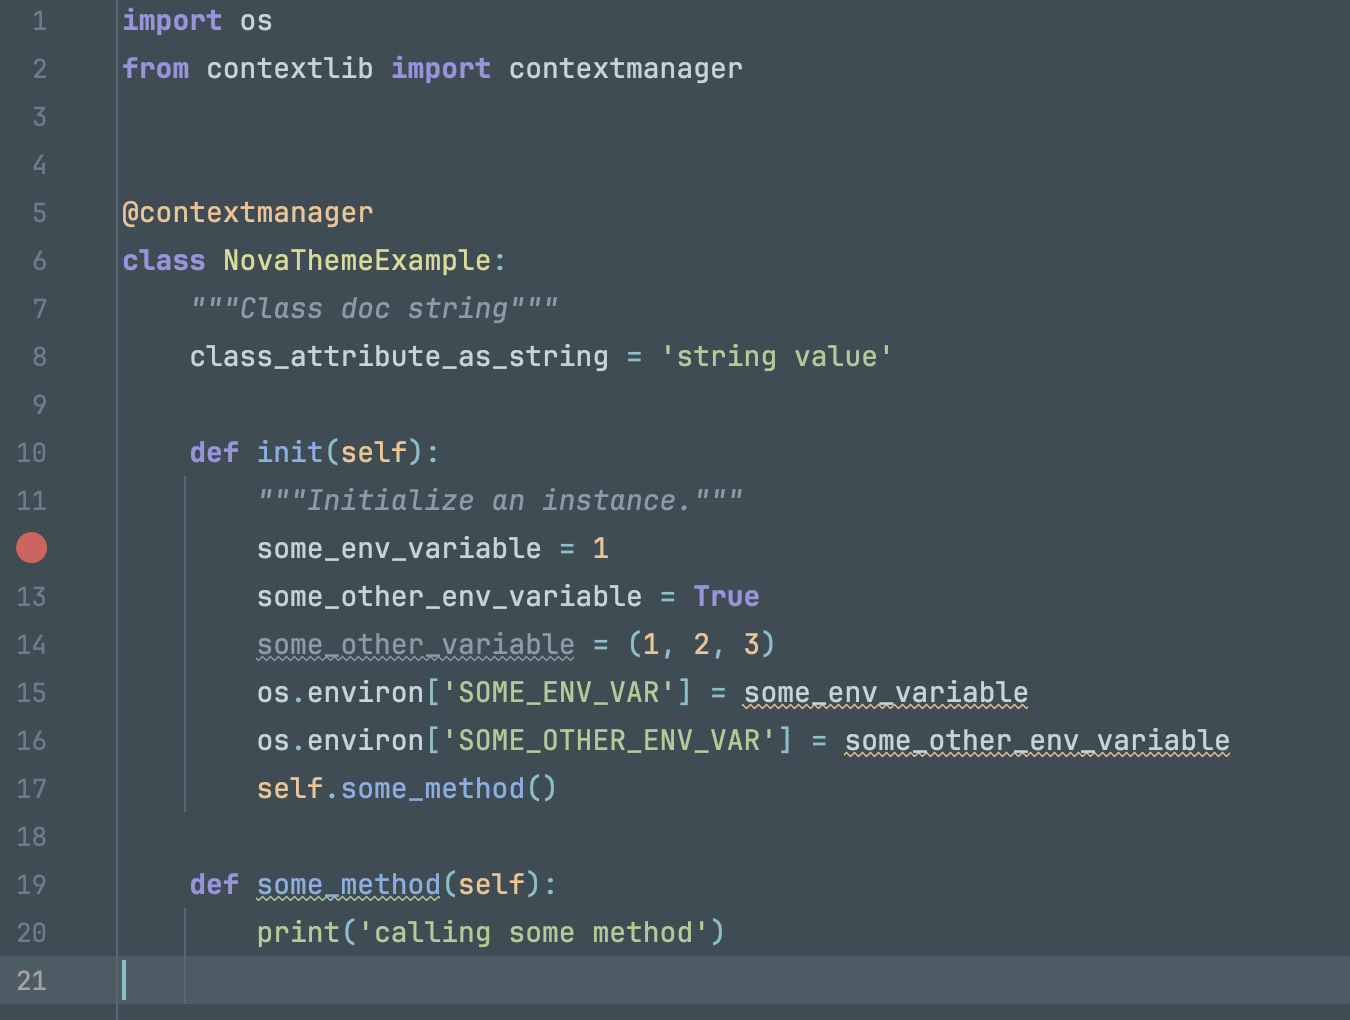 1 import os
2 from contextlib import contextmanager
3
4
5 @contextmanager
6 class NovaThemeExample:
7     """Class doc string"""
8     class_attribute_as_string = 'string value'
9
10     def init(self):
11         """Initialize an instance."""
        some_env_variable = 1
13         some_other_env_variable = True
14         some_other_variable = (1, 2, 3)
15         os.environ['SOME_ENV_VAR'] = some_env_variable
16         os.environ['SOME_OTHER_ENV_VAR'] = some_other_env_variable
17         self.some_method()
18
19     def some_method(self):
20         print('calling some method')
21